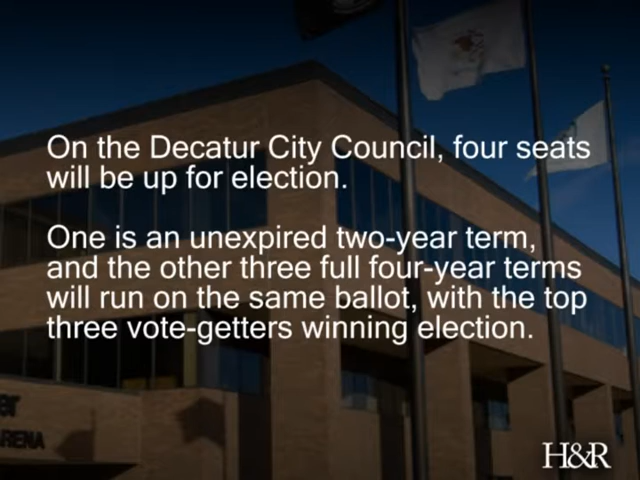 On the Decatur City Council, four seats
will be up for election.
One is an unexpired two-year term,
and the other three full four-year terms
will run on the same ballot, with the top
three vote-getters winning election.
ARENA
H&R